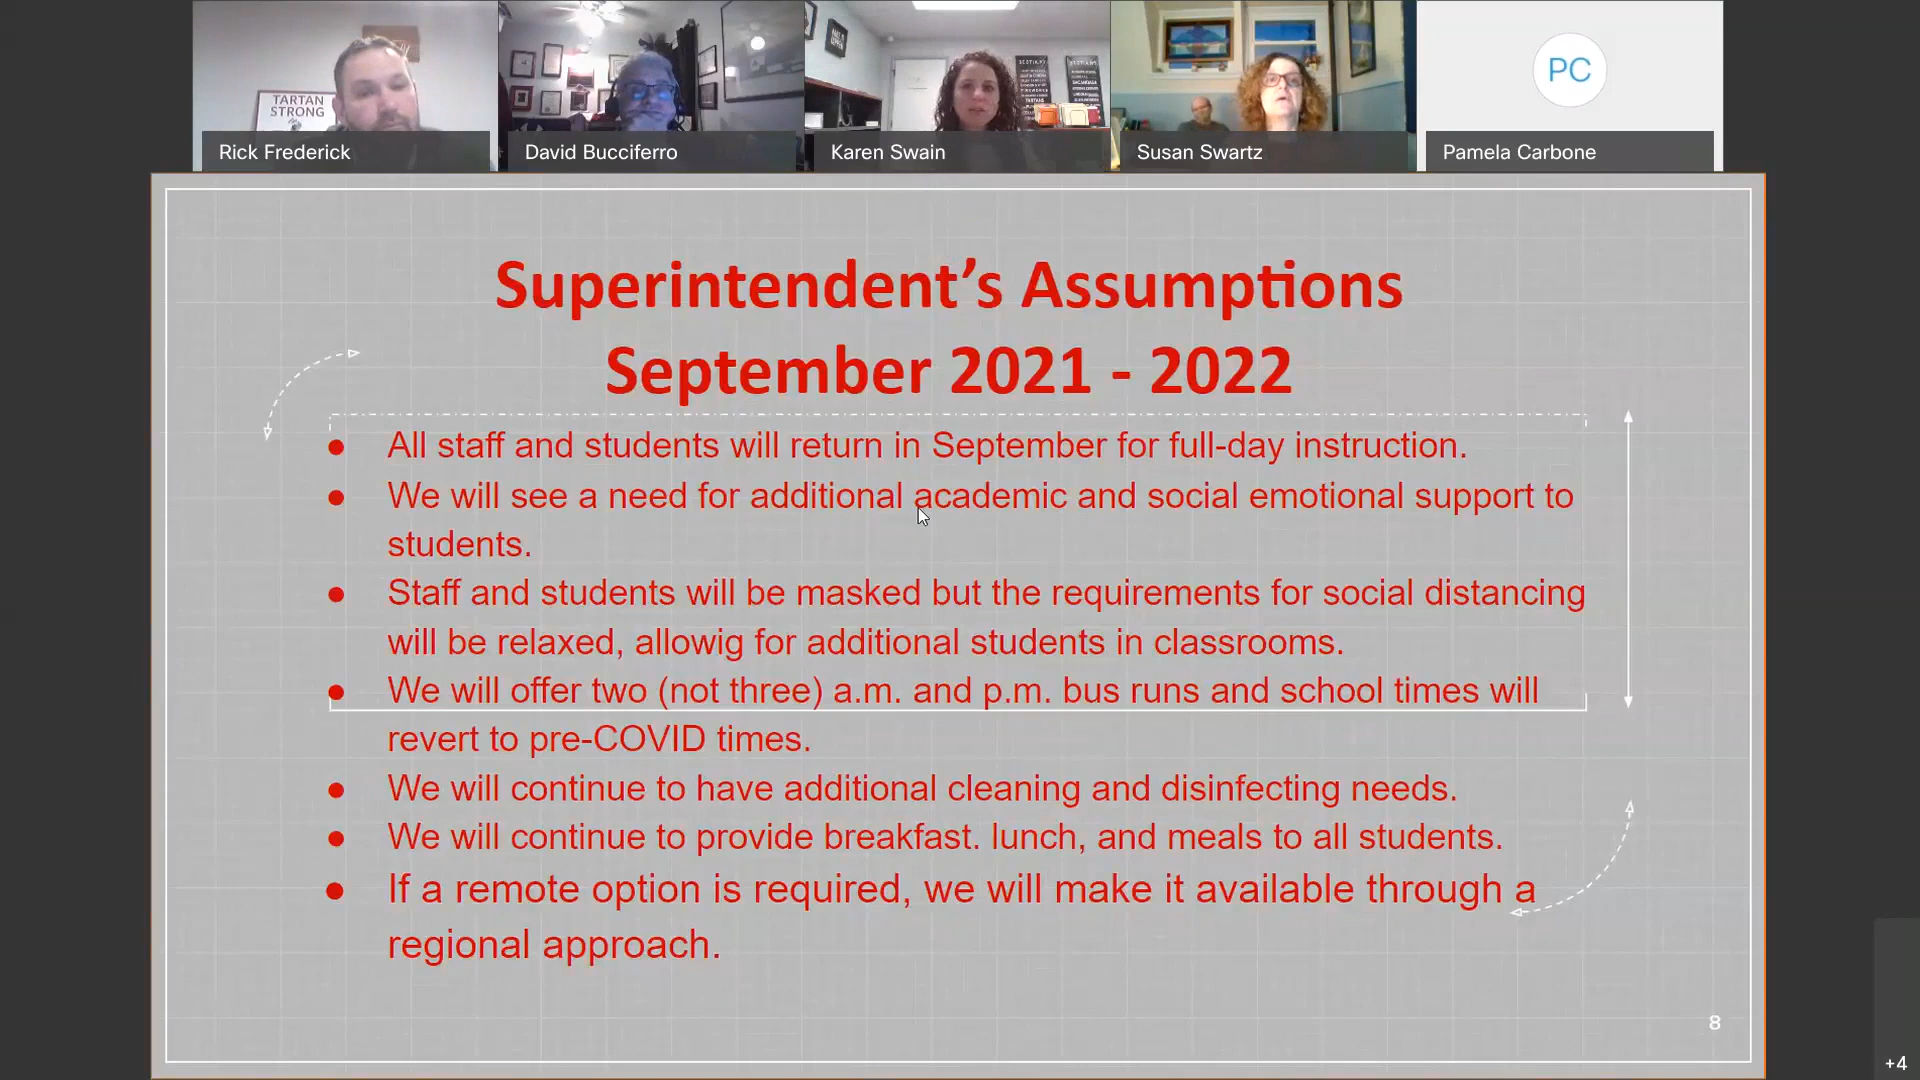 TARTAN
STRONG
Rick Frederick
David Bucciferro
Karen Swain
Susan Swartz
PC
Pamela Carbone
Superintendent’s Assumptions
September 2021 - 2022
● All staff and students will return in September for full-day instruction.
● We will see a need for additional academic and social emotional support to
students.
● Staff and students will be masked but the requirements for social distancing
will be relaxed, allowig for additional students in classrooms.
● We will offer two (not three) a.m. and p.m. bus runs and school times will
revert to pre-COVID times.
● We will continue to have additional cleaning and disinfecting needs.
● We will continue to provide breakfast. lunch, and meals to all students.
● If a remote option is required, we will make it available through a
regional approach.
8
+4